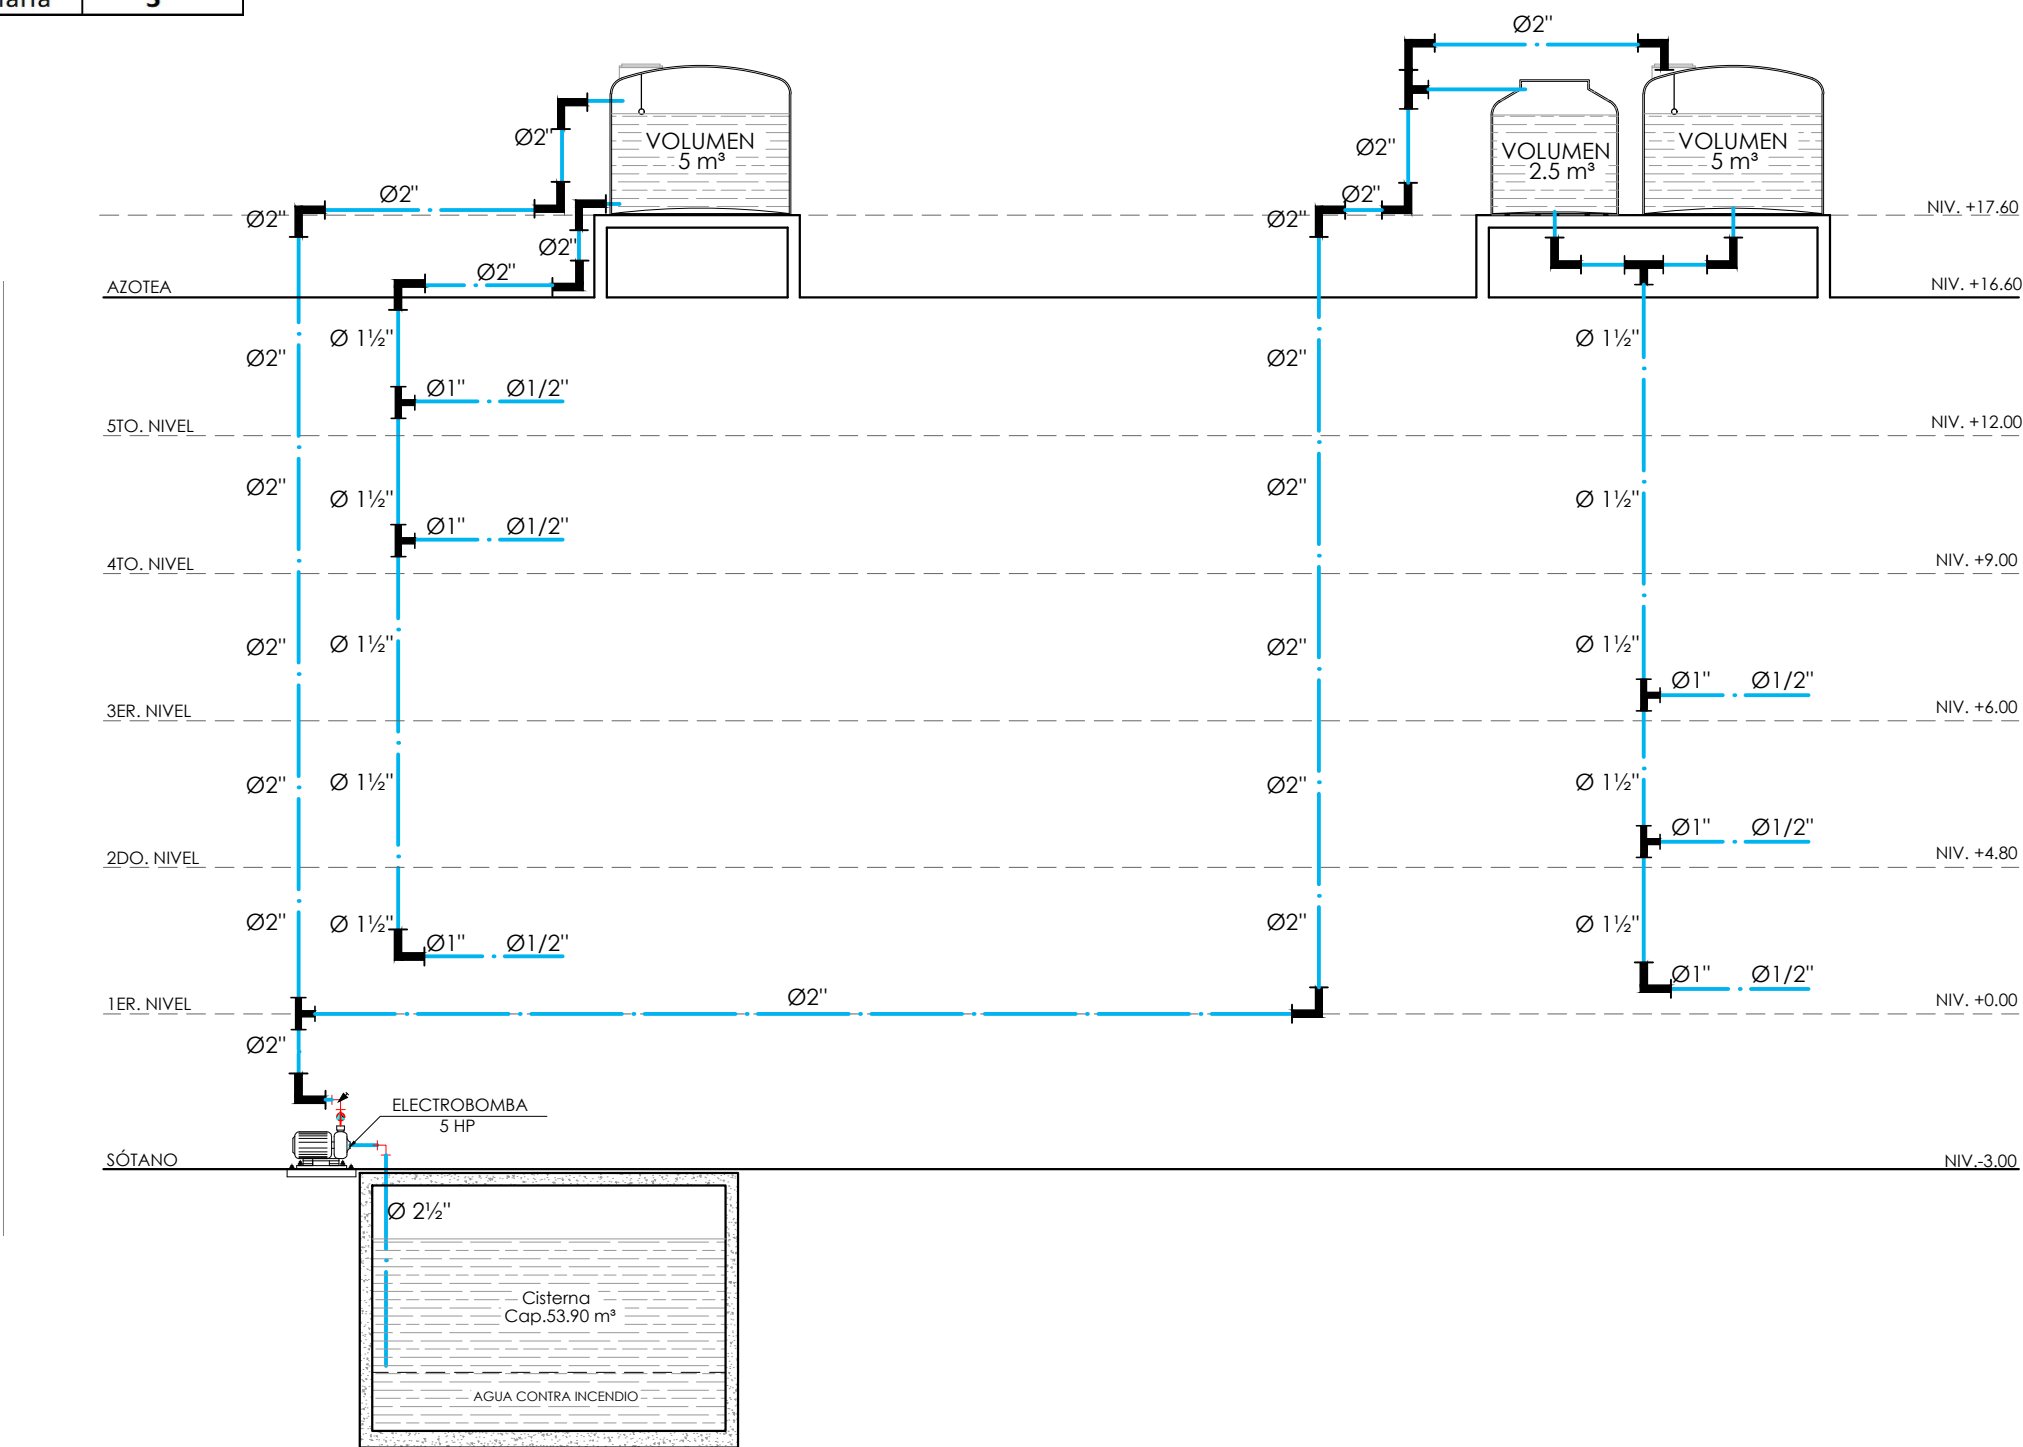 3
Ø2"
Ø2"
VOLUMEN
5 m³
VOLUMEN
2.5 m³
VOLUMEN
5 m³
Ø2"
Ø2"
Ø2"
Ø2"
Ø2"
Ø2"
NIV. +17.60
Ø2"
Ø2"
AZOTEA
NIV. +16.60
Ø2"
Ø 1½"
Ø2"
Ø 1½"
Ø1" Ø1/2"
5TO. NIVEL
NIV. +12.00
Ø2"
Ø 1½"
Ø2"
Ø 1½"
Ø1" Ø1/2"
4TO. NIVEL
NIV. +9.00
Ø2"
Ø 1½"
Ø2"
Ø 1½"
Ø1" Ø1/2"
3ER. NIVEL
NIV. +6.00
Ø2"
Ø 1½"
Ø2"
Ø 1½"
Ø1" Ø1/2"
2DO. NIVEL
NIV. +4.80
Ø2"
Ø 1½"
Ø2"
Ø 1½"
Ø1" Ø1/2"
Ø1" Ø1/2"
1ER. NIVEL
Ø2"
NIV. +0.00
Ø2"
ELECTROBOMBA
5 HP
SÓTANO
NIV.-3.00
Ø 2½"
Cisterna
Cap.53.90 m³
AGUA CONTRA INCENDIO